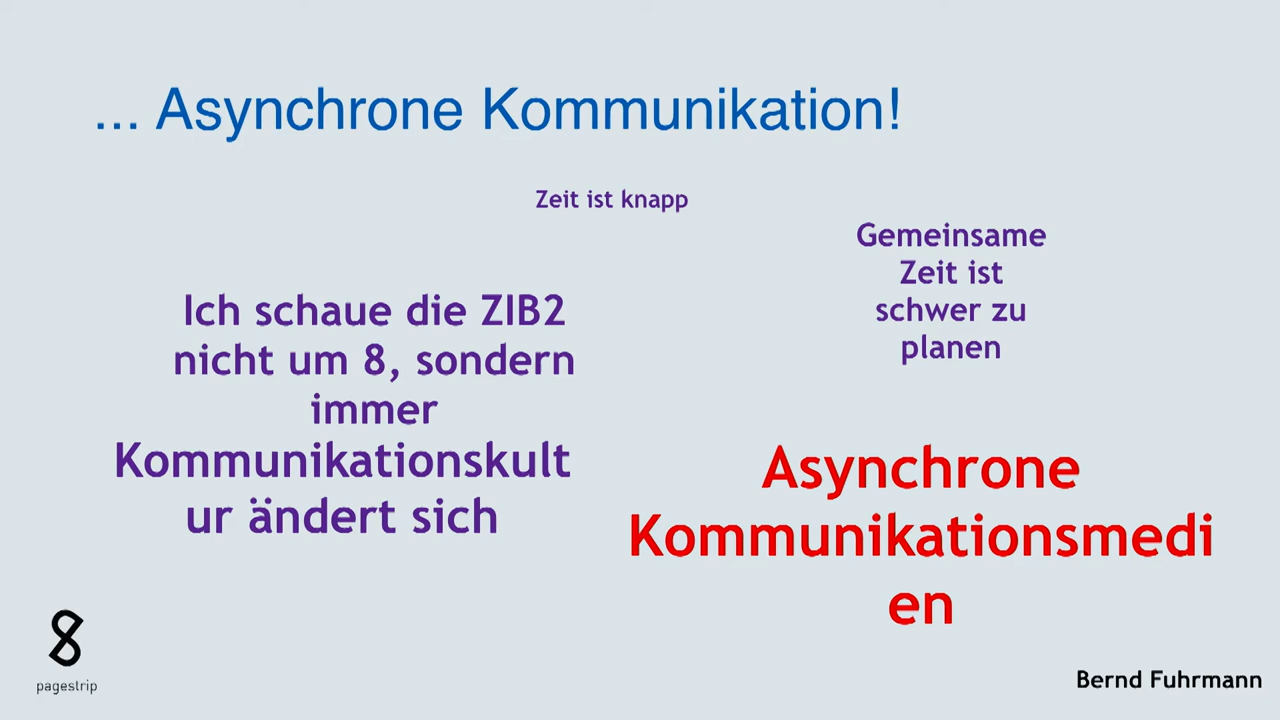 ... Asynchrone Kommunikation!
Zeit ist knapp
Gemeinsame
Zeit ist
schwer zu
planen
Ich schaue die ZIB2
nicht um 8, sondern
immer
Kommunikationskult
ur ändert sich
Asynchrone
Kommunikationsmedi
en
pagestrip
Bernd Fuhrmann